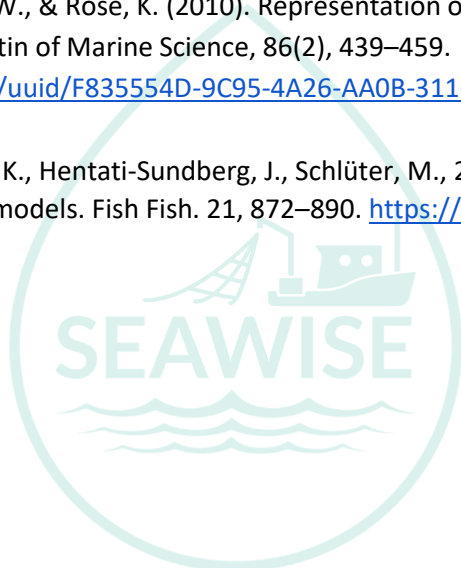 W., & Rose, K. (2010). Representation o
tin of Marine Science, 86(2), 439–459.
/uuid/F835554D-9C95-4A26-AA0B-311
K., Hentati-Sundberg, J., Schlüter, M., 2
models. Fish Fish. 21, 872–890. https://
SEAWISE